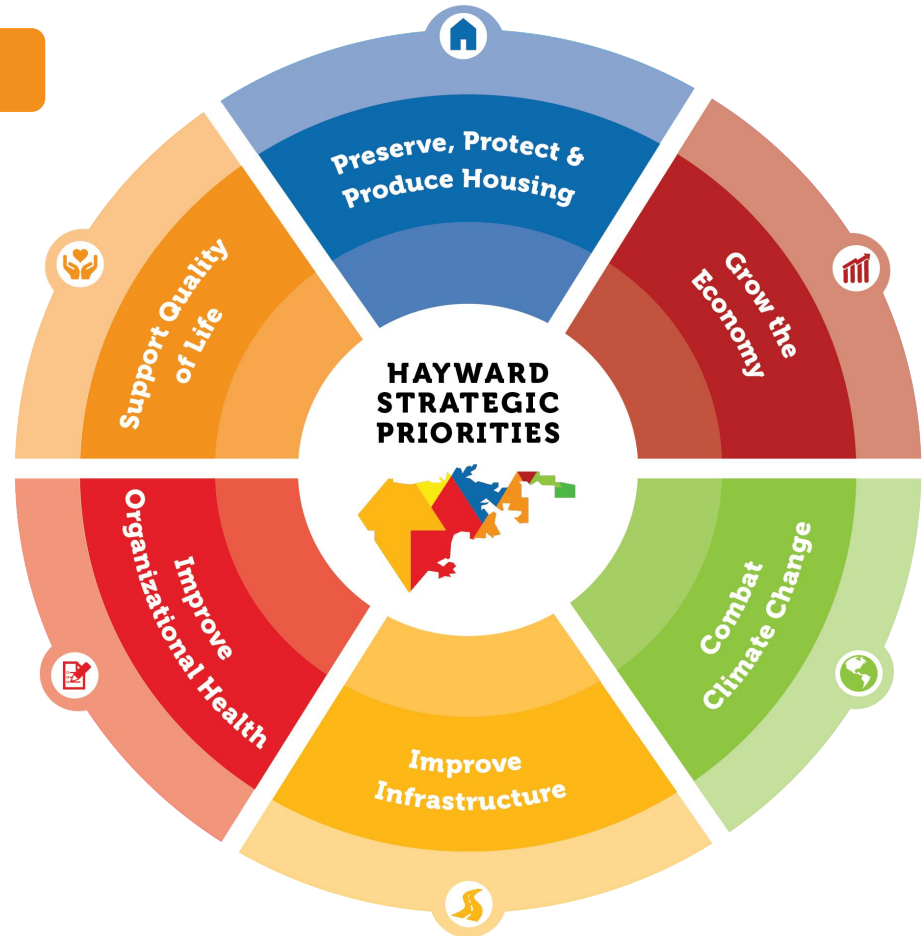 Preserve, Protect &
Produce Housing
Grow the
Economy
Support Quality
of Life
HAYWARD
STRATEGIC
PRIORITIES
Improve
Organizational Health
Combat
Climate Change
Improve
Infrastructure